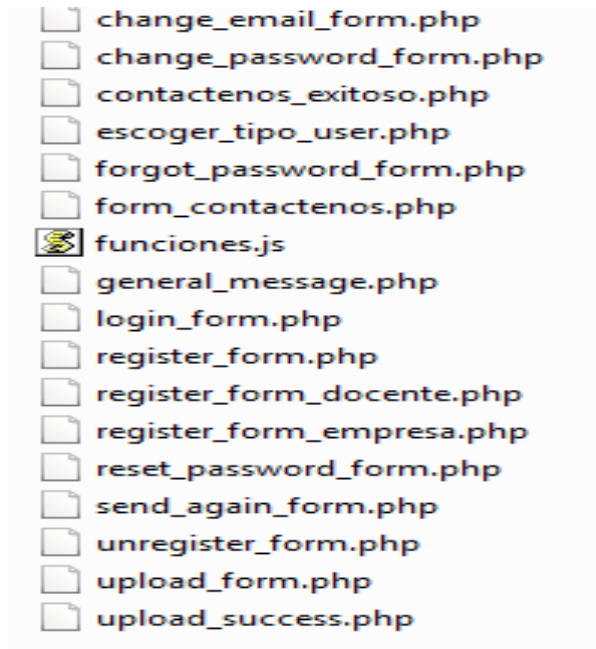 change_email_form.php
change_password_form.php
contactenos_exitoso.php
escoger_tipo_user.php
forgot_password_form.php
form_contactenos.php
funciones.js
general_message.php
login_form.php
register_form.php
register_form_docente.php
register_form_empresa.php
reset_password_form.php
send_again_form.php
unregister_form.php
upload_form.php
upload_success.php